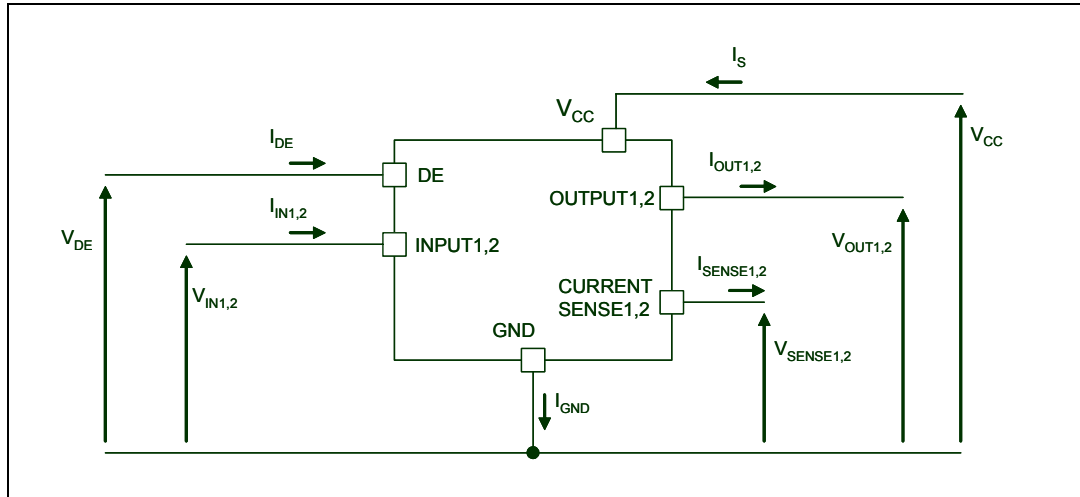 I_S
V_CC
V_CC
I_DE
I_OUT1,2
DE
OUTPUT1,2
I_IN1,2
V_DE
INPUT1,2
V_OUT1,2
I_SENSE1,2
CURRENT
SENSE1,2
V_IN1,2
GND
V_SENSE1,2
I_GND